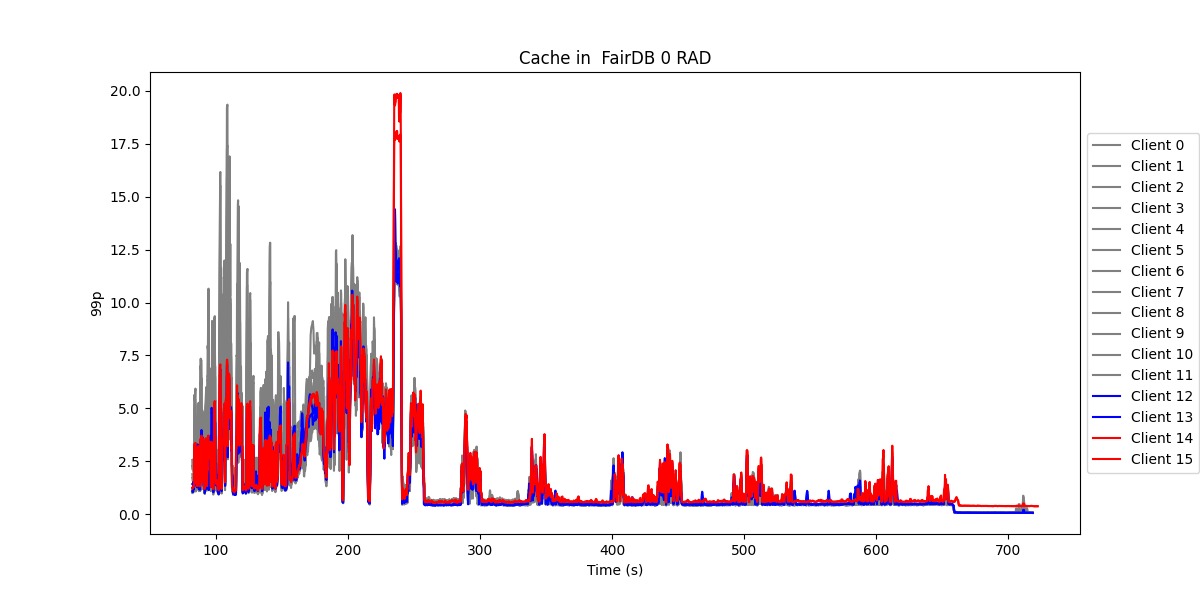 Cache in  FairDB 0 RAD
20.0
17.5
15.0
12.5
10.0
7.5
5.0
2.5
0.0
99p
100
200
300
400
500
600
700
Time (s)
Client 0
Client 1
Client 2
Client 3
Client 4
Client 5
Client 6
Client 7
Client 8
Client 9
Client 10
Client 11
Client 12
Client 13
Client 14
Client 15